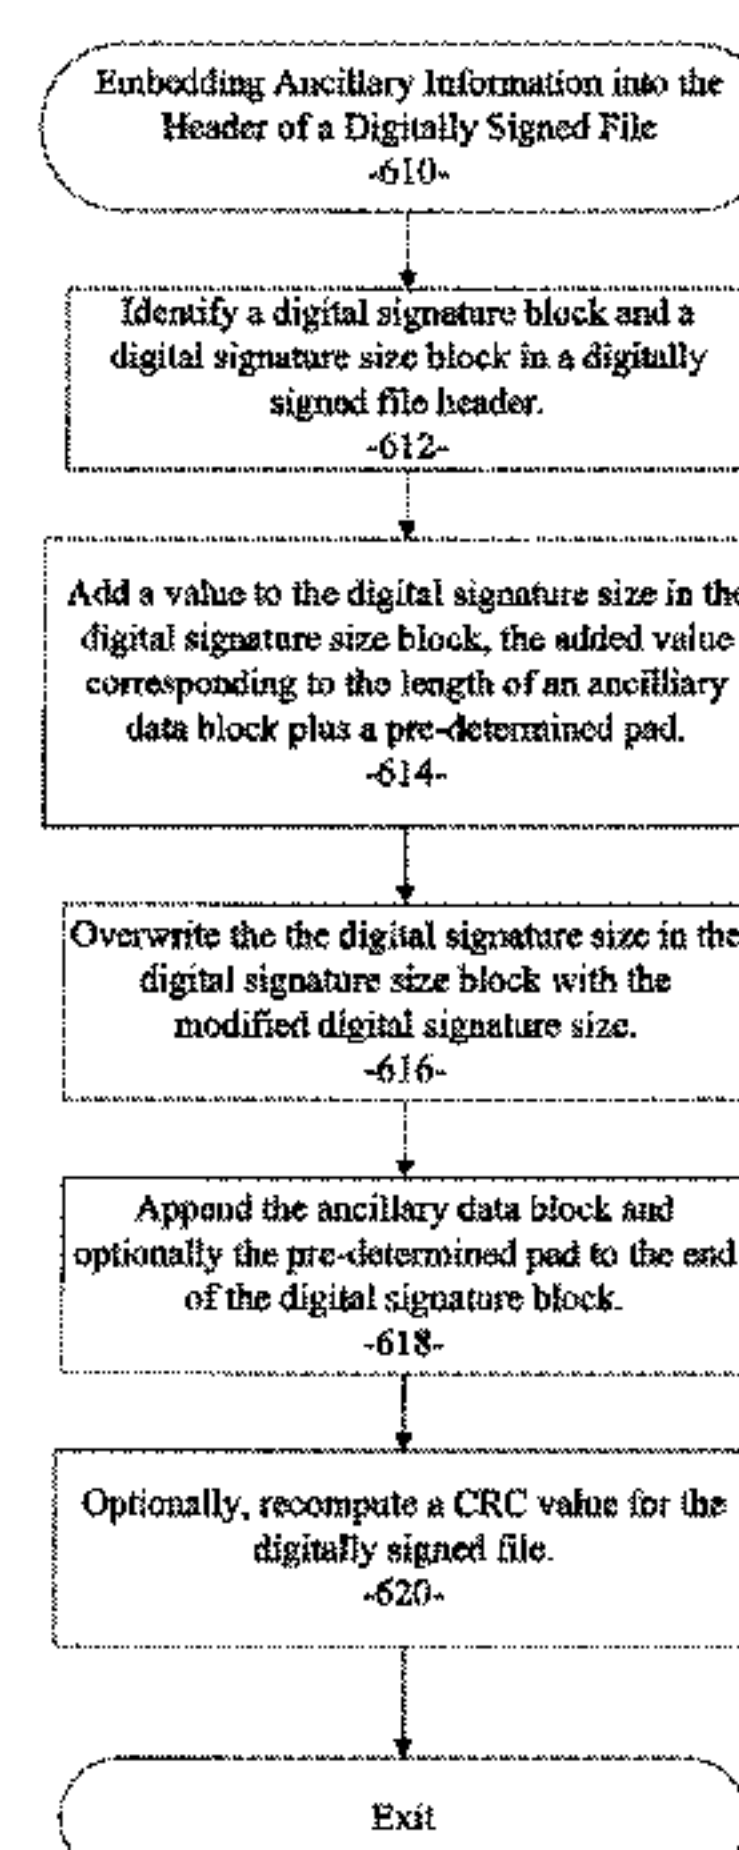 Embedding Ancillary Information into the
Header of a Digitally Signed File
-610-
Identify a digital signature block and a
digital signature size block in a digitally
signed file header.
-612-
Add a value to the digital signature size in the
digital signature size block, the added value
corresponding to the length of an ancilliary
data block plus a pre-determined pad.
-614-
Overwrite the the digital signature size in the
digital signature size block with the
modified digital signature size.
-616-
Append the ancillary data block and
optionally the pre-determined pad to the end
of the digital signature block.
-618-
Optionally, recompute a CRC value for the
digitally signed file.
-620-
Exit